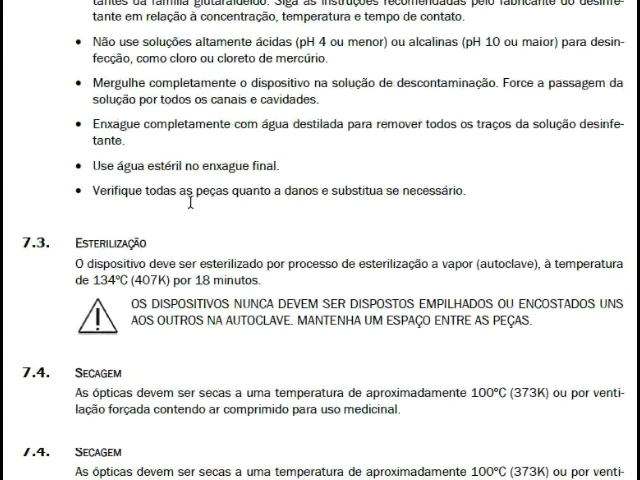 tantes da família glutaraldeído. Siga as instruções recomendadas pelo fabricante do desinfe-
tante em relação à concentração, temperatura e tempo de contato.
• Não use soluções altamente ácidas (pH 4 ou menor) ou alcalinas (pH 10 ou maior) para desin-
fecção, como cloro ou cloreto de mercúrio.
• Mergulhe completamente o dispositivo na solução de descontaminação. Force a passagem da
solução por todos os canais e cavidades.
• Enxague completamente com água destilada para remover todos os traços da solução desinfe-
tante.
• Use água estéril no enxague final.
• Verifique todas as peças quanto a danos e substitua se necessário.
7.3. ESTERILIZAÇÃO
O dispositivo deve ser esterilizado por processo de esterilização a vapor (autoclave), à temperatura
de 134ºC (407K) por 18 minutos.
OS DISPOSITIVOS NUNCA DEVEM SER DISPOSTOS EMPILHADOS OU ENCOSTADOS UNS
AOS OUTROS NA AUTOCLAVE. MANTENHA UM ESPAÇO ENTRE AS PEÇAS.
7.4. SECAGEM
As ópticas devem ser secas a uma temperatura de aproximadamente 100ºC (373K) ou por venti-
lação forçada contendo ar comprimido para uso medicinal.
7.4. SECAGEM
As ópticas devem ser secas a uma temperatura de aproximadamente 100ºC (373K) ou por venti-